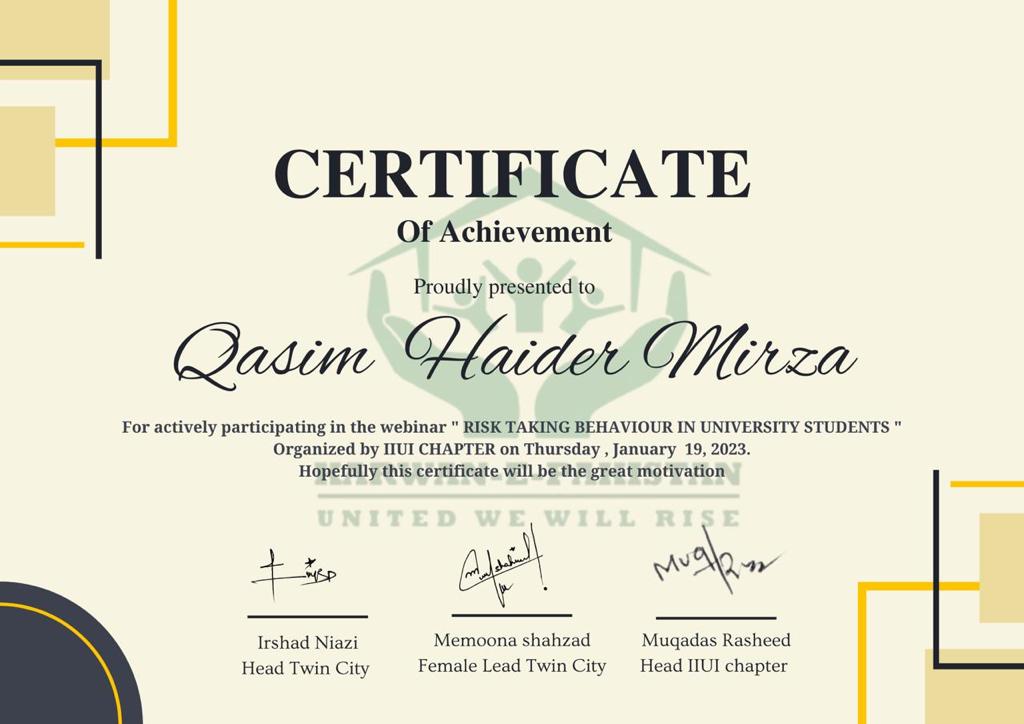 CERTIFICATE
Of Achievement
Proudly presented to
Qasim Haider Mirza
For actively participating in the webinar " RISK TAKING BEHAVIOUR IN UNIVERSITY STUDENTS "
Organized by IIUI CHAPTER on Thursday , January 19, 2023.
Hopefully this certificate will be the great motivation
KARWAN-E-PAKISTAN
UNITED WE WILL RISE
Irshad Niazi
Head Twin City
Memoona shahzad
Female Lead Twin City
Muqadas Rasheed
Head IIUI chapter